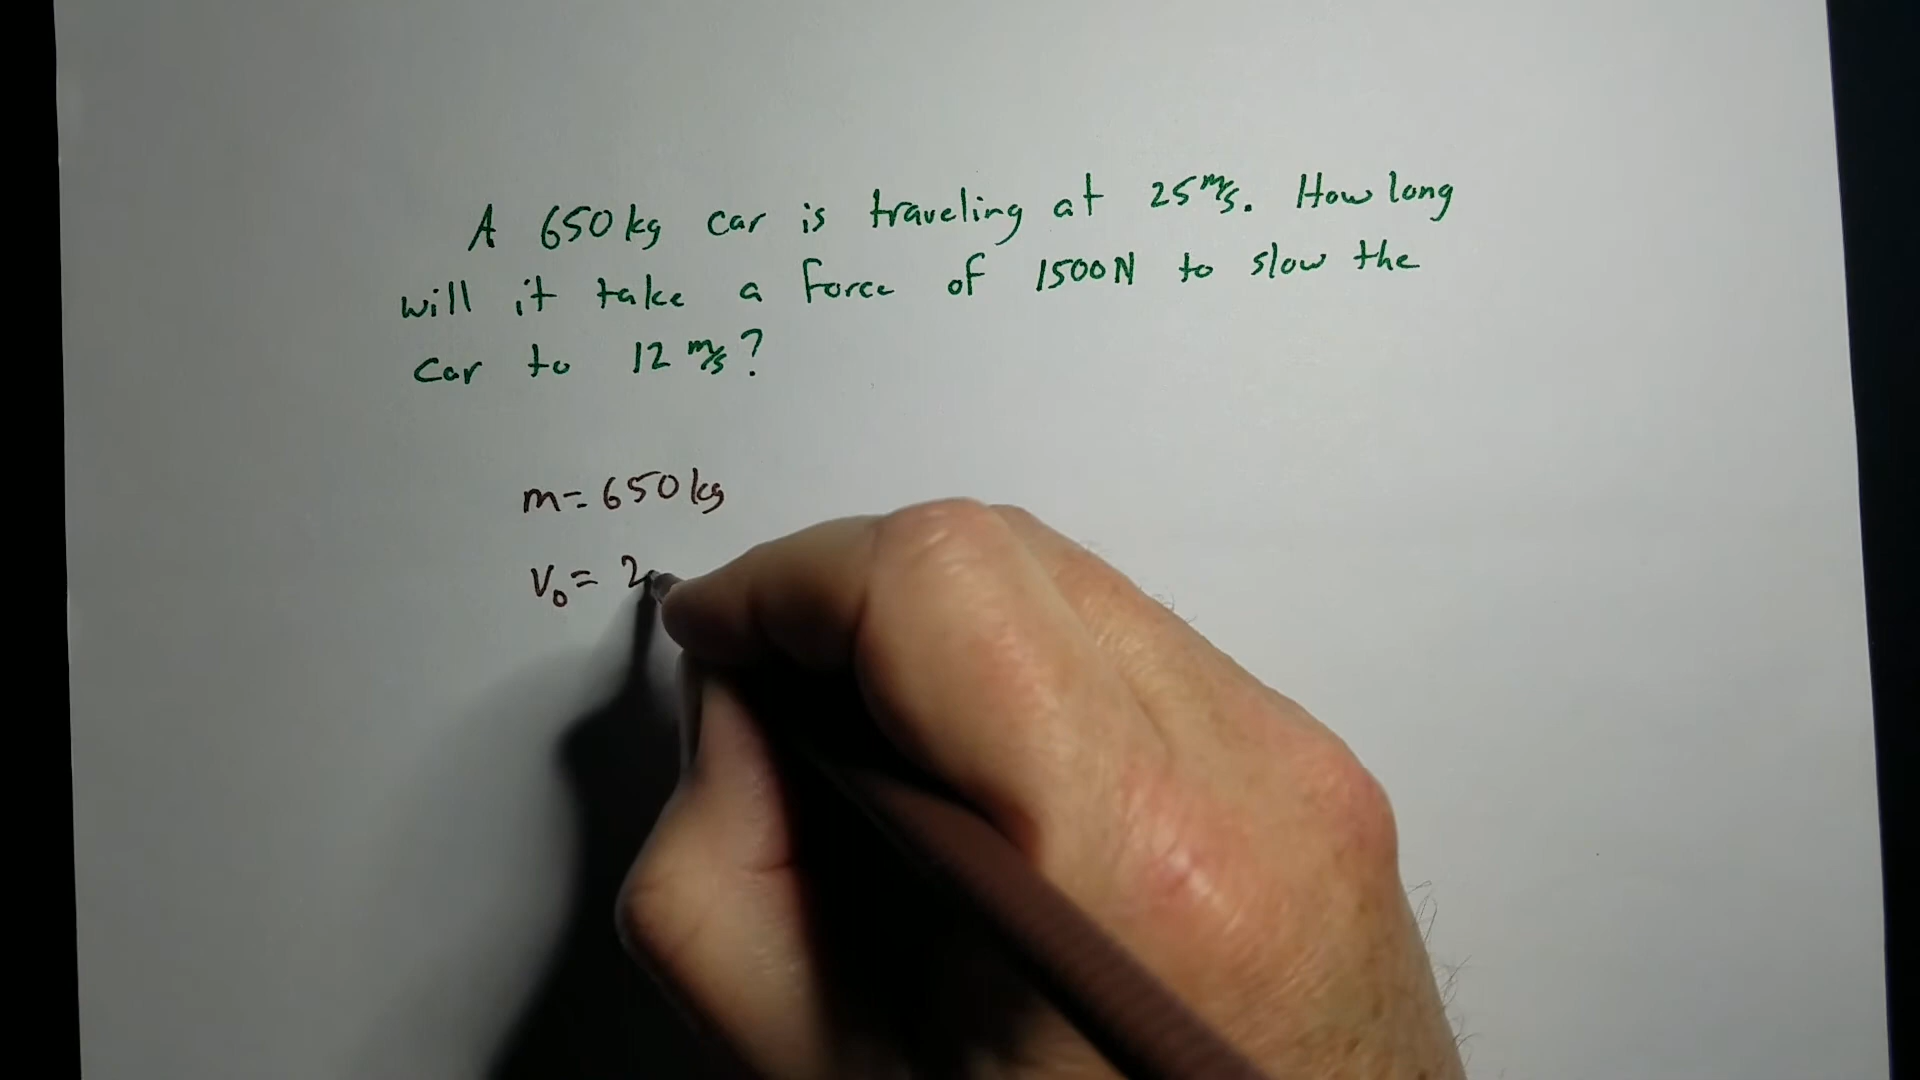 A 650 kg car is traveling at 25 m/s. How long
will it take a force of 1500 N to slow the
car to 12 m/s?
m = 650 kg
V₀ = 2